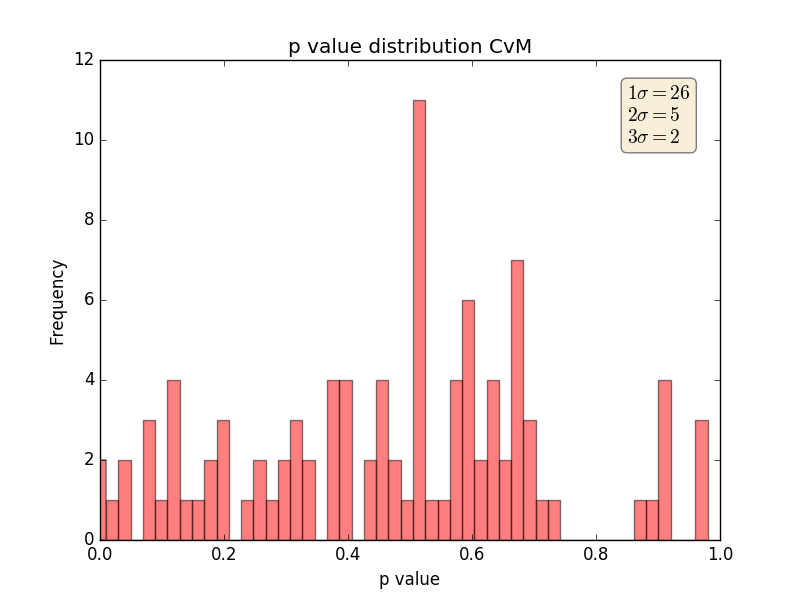 p value distribution CvM
12
10
8
6
4
2
0
Frequency
1σ = 26
2σ = 5
3σ = 2
0.0 0.2 0.4 0.6 0.8 1.0
p value